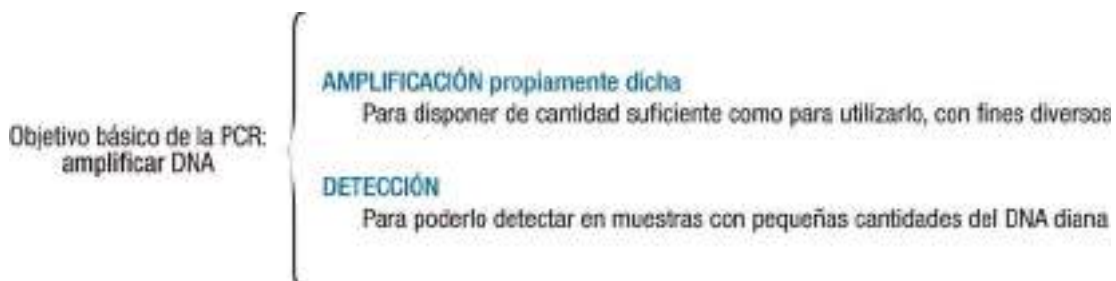 Objetivo básico de la PCR:
amplificar DNA
AMPLIFICACIÓN propiamente dicha
Para disponer de cantidad suficiente como para utilizarlo, con fines diversos
DETECCIÓN
Para poderlo detectar en muestras con pequeñas cantidades del DNA diana